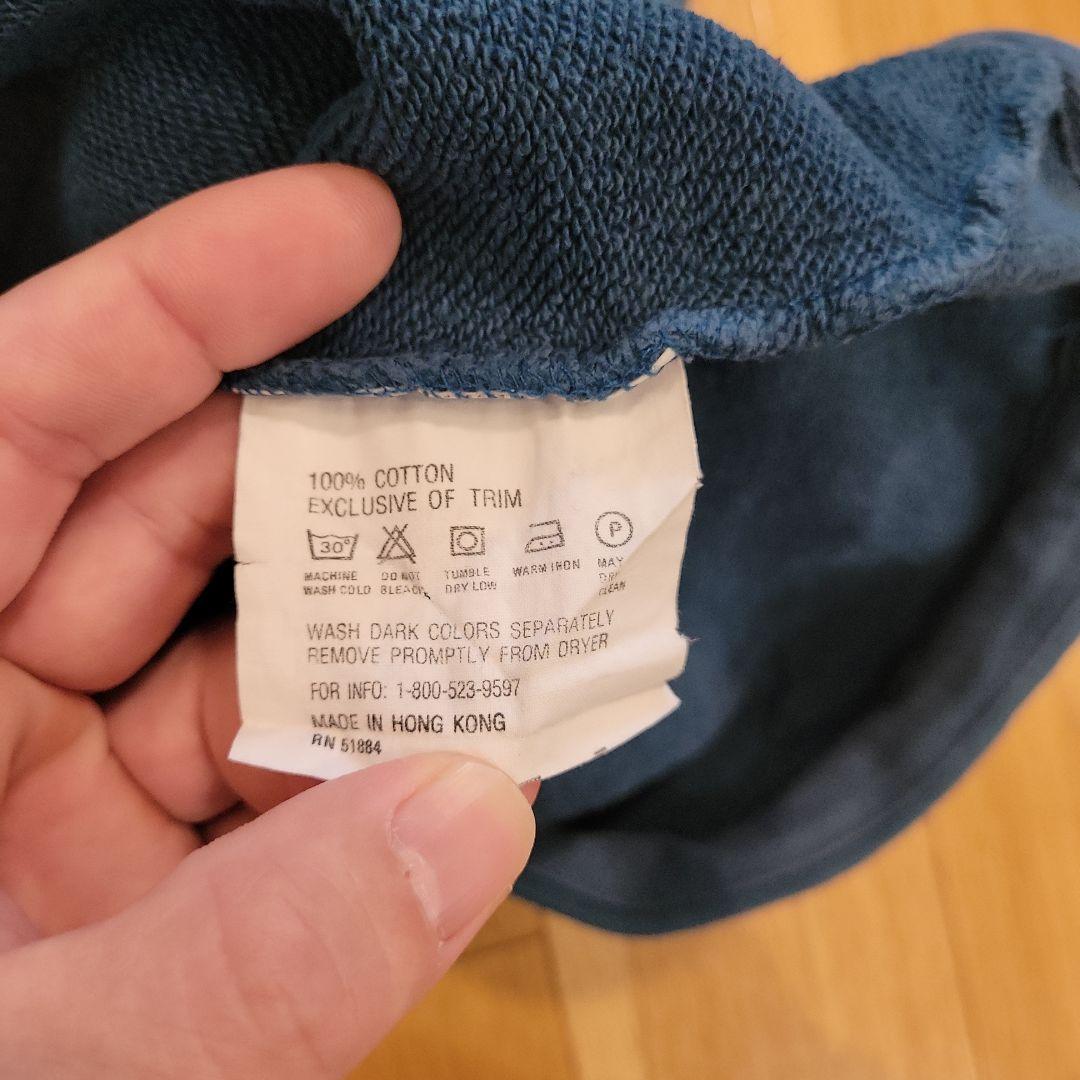 100% COTTON
EXCLUSIVE OF TRIM
30°
P
MACHINE WASH COLD
DO NOT BLEACH
TUMBLE DRY LOW
WARM IRON
MAY DRY CLEAN
WASH DARK COLORS SEPARATELY
REMOVE PROMPTLY FROM DRYER
FOR INFO: 1-800-523-9597
MADE IN HONG KONG
RN 51884